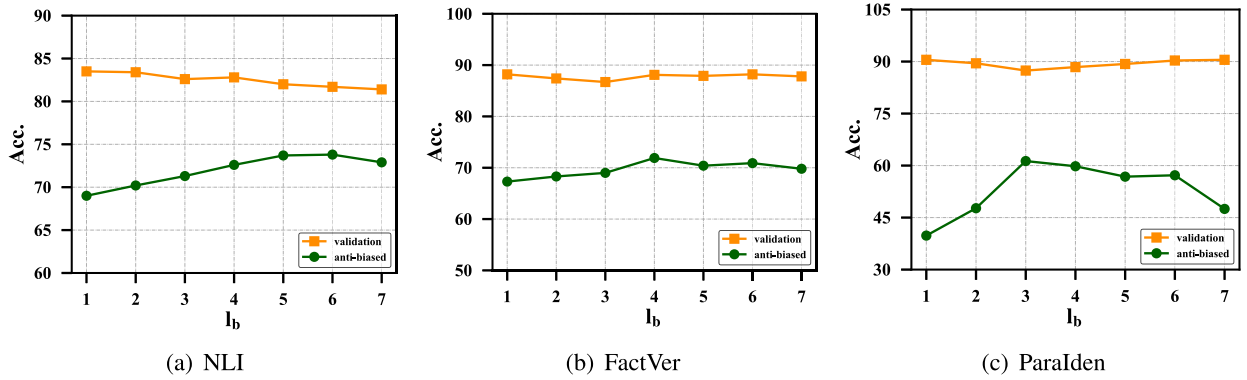 90
85
80
75
70
65
60
Acc.
validation
anti-biased
1 2 3 4 5 6 7
l_b
(a) NLI
100
90
80
70
60
50
Acc.
validation
anti-biased
1 2 3 4 5 6 7
l_b
(b) FactVer
105
90
75
60
45
30
Acc.
validation
anti-biased
1 2 3 4 5 6 7
l_b
(c) ParaIden